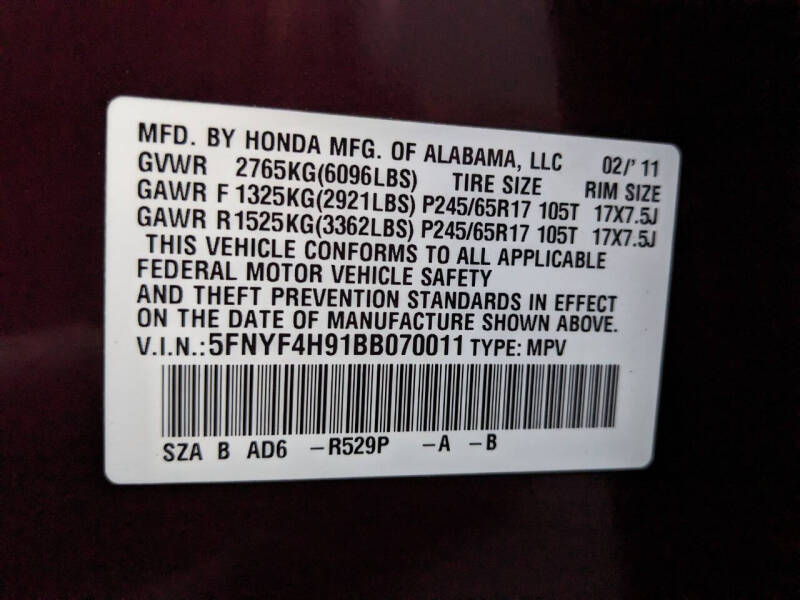 MFD. BY HONDA MFG. OF ALABAMA, LLC 02/'11
GVWR 2765KG(6096LBS) TIRE SIZE RIM SIZE
GAWR F 1325KG(2921LBS) P245/65R17 105T 17X7.5J
GAWR R1525KG(3362LBS) P245/65R17 105T 17X7.5J
THIS VEHICLE CONFORMS TO ALL APPLICABLE
FEDERAL MOTOR VEHICLE SAFETY
AND THEFT PREVENTION STANDARDS IN EFFECT
ON THE DATE OF MANUFACTURE SHOWN ABOVE.
V.I.N.:5FNYF4H91BB070011 TYPE: MPV
SZA B AD6 –R529P –A –B